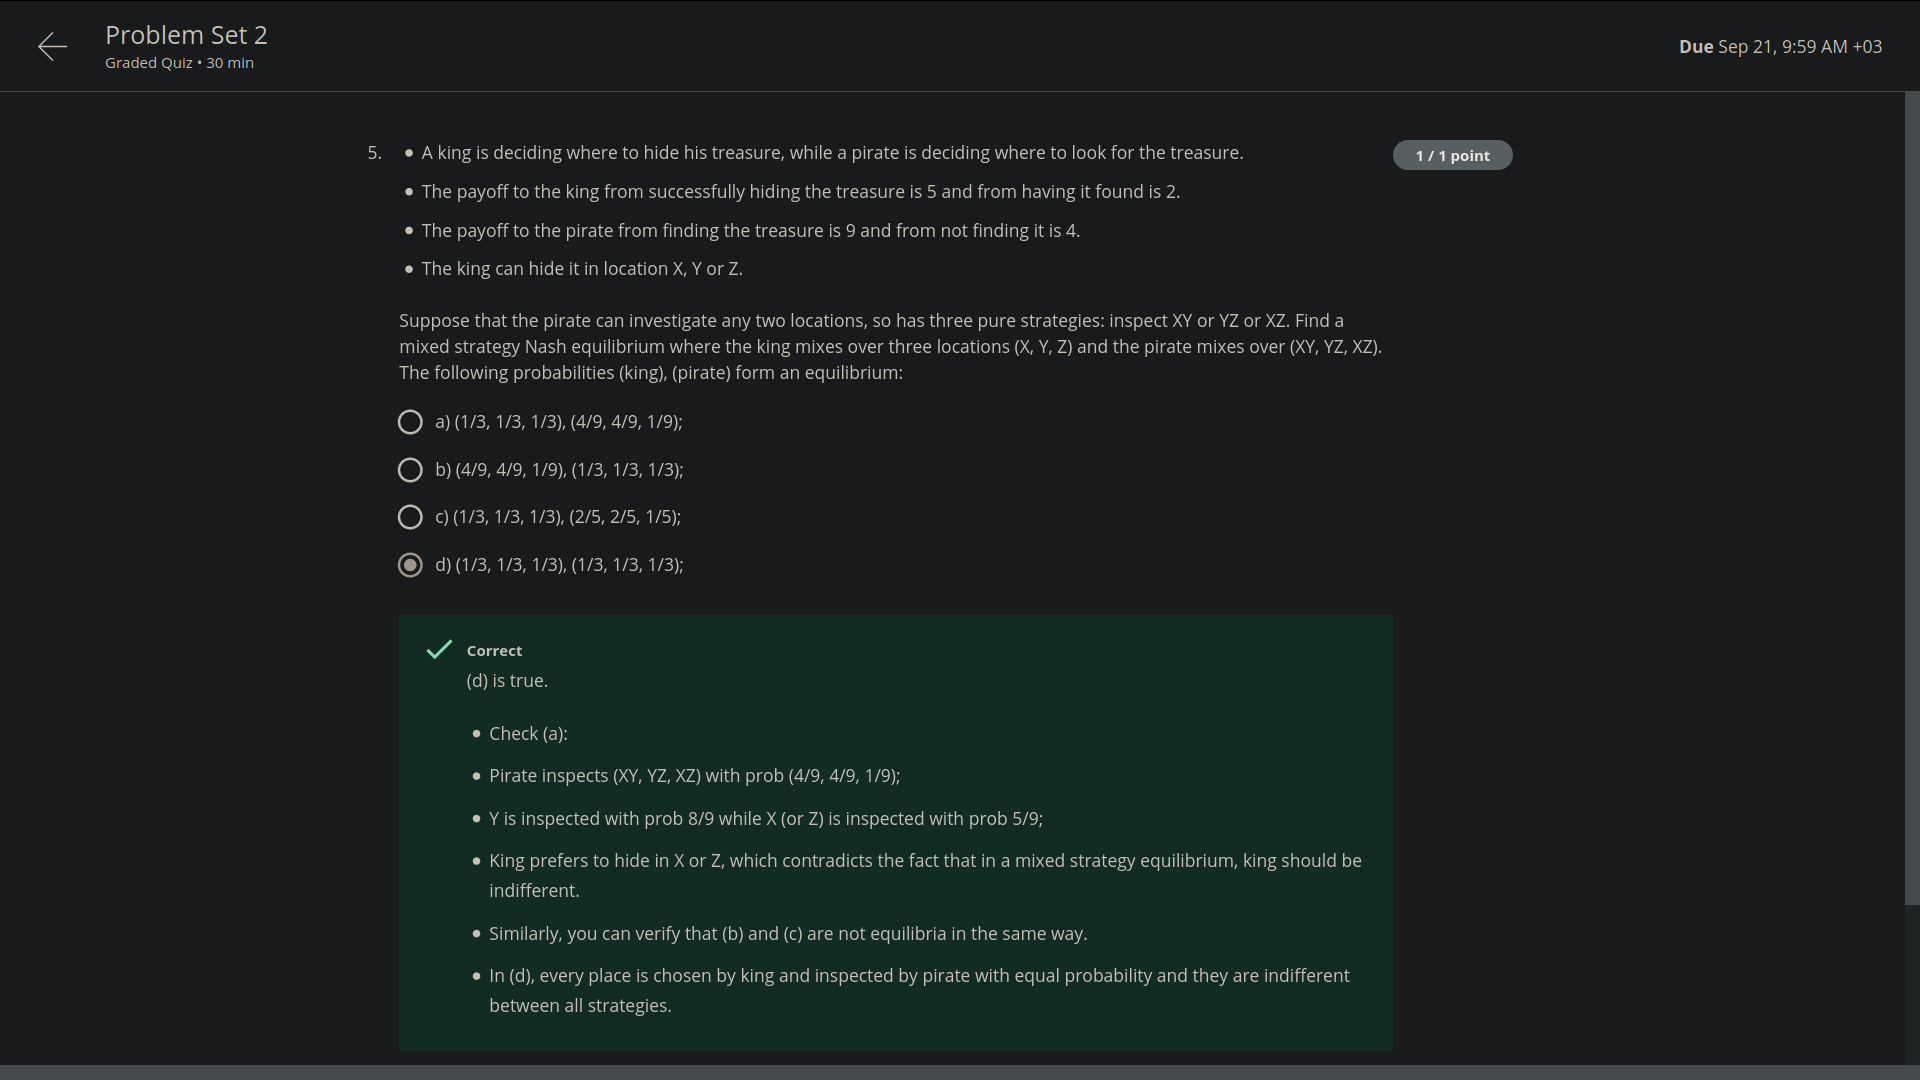 Problem Set 2
Graded Quiz • 30 min
Due Sep 21, 9:59 AM +03
5.
• A king is deciding where to hide his treasure, while a pirate is deciding where to look for the treasure.
1 / 1 point
• The payoff to the king from successfully hiding the treasure is 5 and from having it found is 2.
• The payoff to the pirate from finding the treasure is 9 and from not finding it is 4.
• The king can hide it in location X, Y or Z.
Suppose that the pirate can investigate any two locations, so has three pure strategies: inspect XY or YZ or XZ. Find a
mixed strategy Nash equilibrium where the king mixes over three locations (X, Y, Z) and the pirate mixes over (XY, YZ, XZ).
The following probabilities (king), (pirate) form an equilibrium:
a) (1/3, 1/3, 1/3), (4/9, 4/9, 1/9);
b) (4/9, 4/9, 1/9), (1/3, 1/3, 1/3);
c) (1/3, 1/3, 1/3), (2/5, 2/5, 1/5);
d) (1/3, 1/3, 1/3), (1/3, 1/3, 1/3);
Correct
(d) is true.
• Check (a):
• Pirate inspects (XY, YZ, XZ) with prob (4/9, 4/9, 1/9);
• Y is inspected with prob 8/9 while X (or Z) is inspected with prob 5/9;
• King prefers to hide in X or Z, which contradicts the fact that in a mixed strategy equilibrium, king should be
indifferent.
• Similarly, you can verify that (b) and (c) are not equilibria in the same way.
• In (d), every place is chosen by king and inspected by pirate with equal probability and they are indifferent
between all strategies.